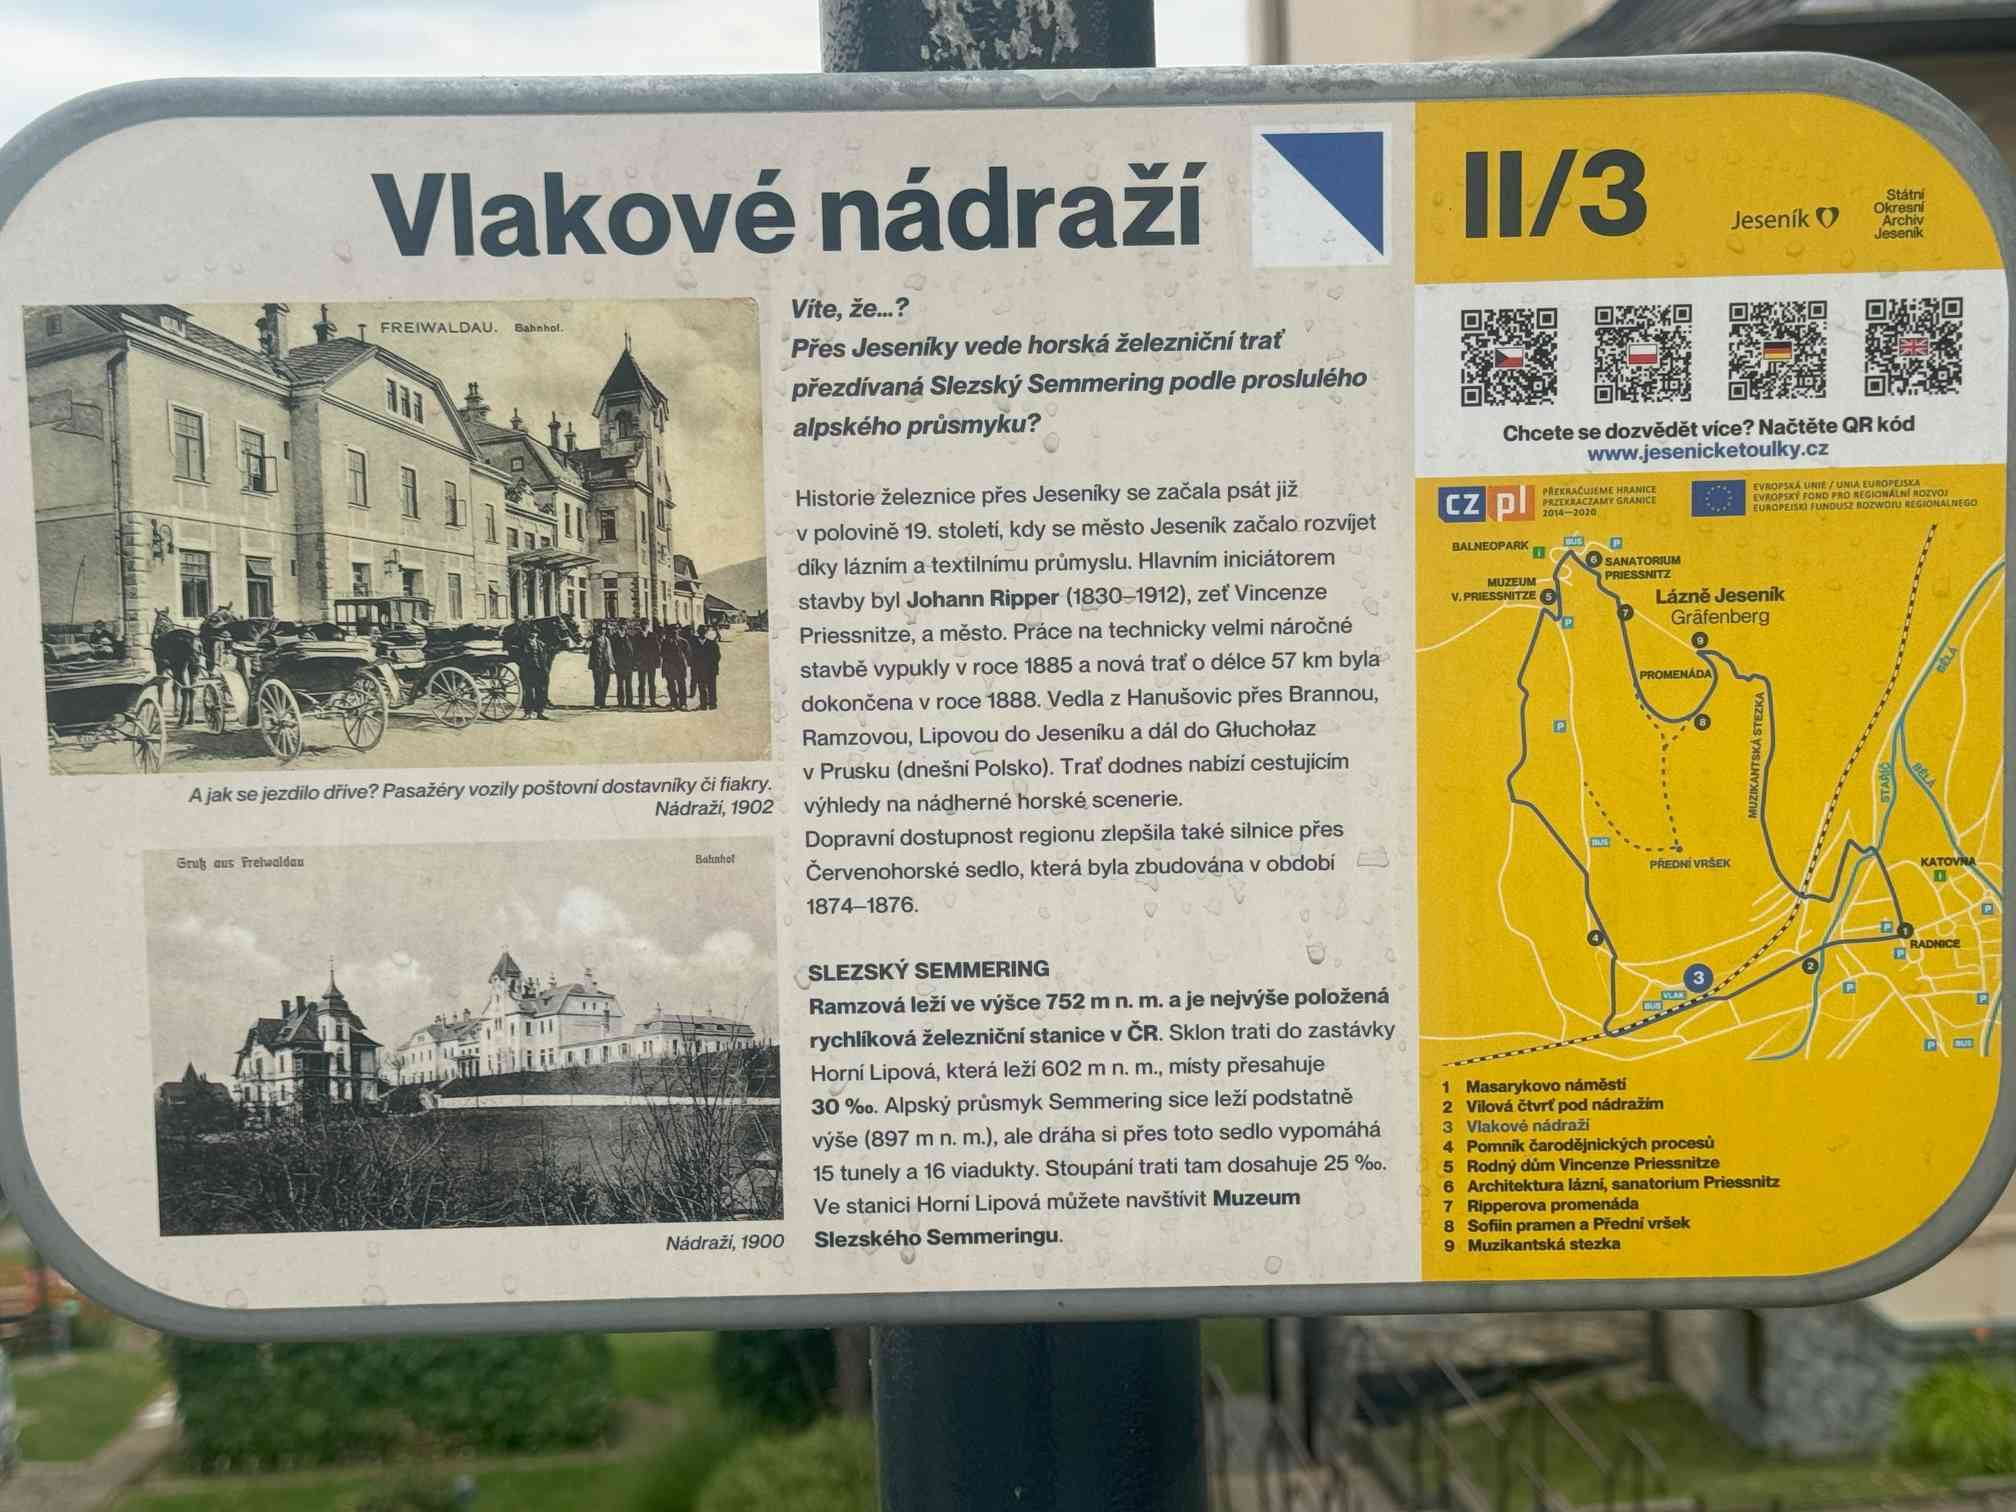 Vlakové nádraží
FREIWALDAU. Bahnhof.
A jak se jezdilo dříve? Pasažéry vozily poštovní dostavníky či fiakry.
Nádraží, 1902
Gruß aus Freiwaldau
Bahnhof
Nádraží, 1900
Víte, že...?
Přes Jeseníky vede horská železniční trať
přezdívaná Slezský Semmering podle proslulého
alpského průsmyku?
Historie železnice přes Jeseníky se začala psát již
v polovině 19. století, kdy se město Jeseník začalo rozvíjet
díky lázním a textilnímu průmyslu. Hlavním iniciátorem
stavby byl Johann Ripper (1830–1912), zeť Vincenze
Priessnitze, a město. Práce na technicky velmi náročné
stavbě vypukly v roce 1885 a nová trať o délce 57 km byla
dokončena v roce 1888. Vedla z Hanušovic přes Brannou,
Ramzovou, Lipovou do Jeseníku a dál do Głuchołaz
v Prusku (dnešní Polsko). Trať dodnes nabízí cestujícím
výhledy na nádherné horské scenerie.
Dopravní dostupnost regionu zlepšila také silnice přes
Červenohorské sedlo, která byla zbudována v období
1874–1876.
SLEZSKÝ SEMMERING
Ramzová leží ve výšce 752 m n. m. a je nejvýše položená
rychlíková železniční stanice v ČR. Sklon trati do zastávky
Horní Lipová, která leží 602 m n. m., místy přesahuje
30 ‰. Alpský průsmyk Semmering sice leží podstatně
výše (897 m n. m.), ale dráha si přes toto sedlo vypomáhá
15 tunely a 16 viadukty. Stoupání trati tam dosahuje 25 ‰.
Ve stanici Horní Lipová můžete navštívit Muzeum
Slezského Semmeringu.
II/3
Jeseník
Státní
Okresní
Archiv
Jeseník
Chcete se dozvědět více? Načtěte QR kód
www.jesenicketoulky.cz
cz pl
PŘEKRAČUJEME HRANICE
PRZEKRACZAMY GRANICE
2014—2020
EVROPSKÁ UNIE / UNIA EUROPEJSKA
EVROPSKÝ FOND PRO REGIONÁLNÍ ROZVOJ
EUROPEJSKI FUNDUSZ ROZWOJU REGIONALNEGO
BALNEOPARK i
BUS
P
6
SANATORIUM
PRIESSNITZ
MUZEUM
V. PRIESSNITZE
5
P
7
Lázně Jeseník
Gräfenberg
9
PROMENÁDA
8
P
MUZIKANTSKÁ STEZKA
BĚLÁ
STAŘÍČ
BĚLÁ
BUS
PŘEDNÍ VRŠEK
KATOVNA
i
P
4
P
1
RADNICE
P
2
3
VLAK
BUS
P
P
P
BUS
1 Masarykovo náměstí
2 Vilová čtvrť pod nádražím
3 Vlakové nádraží
4 Pomník čarodějnických procesů
5 Rodný dům Vincenze Priessnitze
6 Architektura lázní, sanatorium Priessnitz
7 Ripperova promenáda
8 Sofiin pramen a Přední vršek
9 Muzikantská stezka